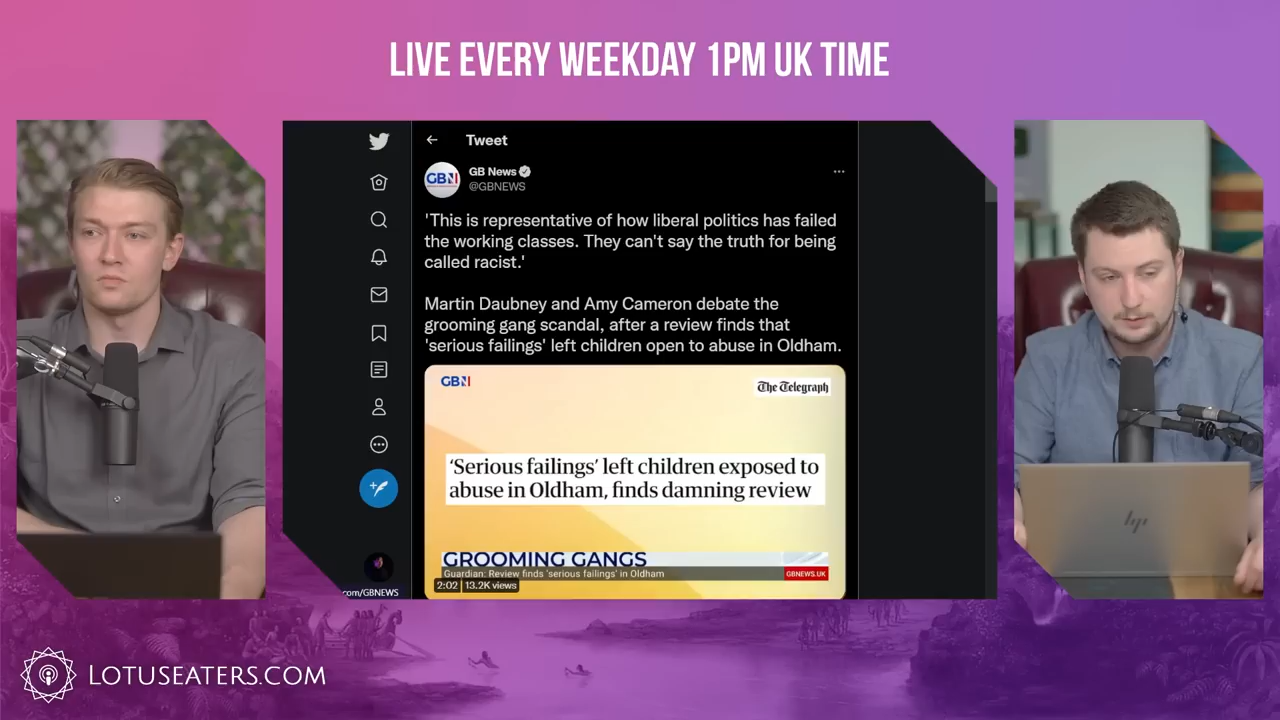 LIVE EVERY WEEKDAY 1PM UK TIME
Tweet
GB News
@GBNEWS
'This is representative of how liberal politics has failed
the working classes. They can't say the truth for being
called racist.'
Martin Daubney and Amy Cameron debate the
grooming gang scandal, after a review finds that
'serious failings' left children open to abuse in Oldham.
GBN
The Telegraph
'Serious failings' left children exposed to
abuse in Oldham, finds damning review
GROOMING GANGS
Guardian: Review finds 'serious failings' in Oldham
GBNEWS.UK
2:02 13.2K views
com/GBNEWS
hp
LOTUSEATERS.COM